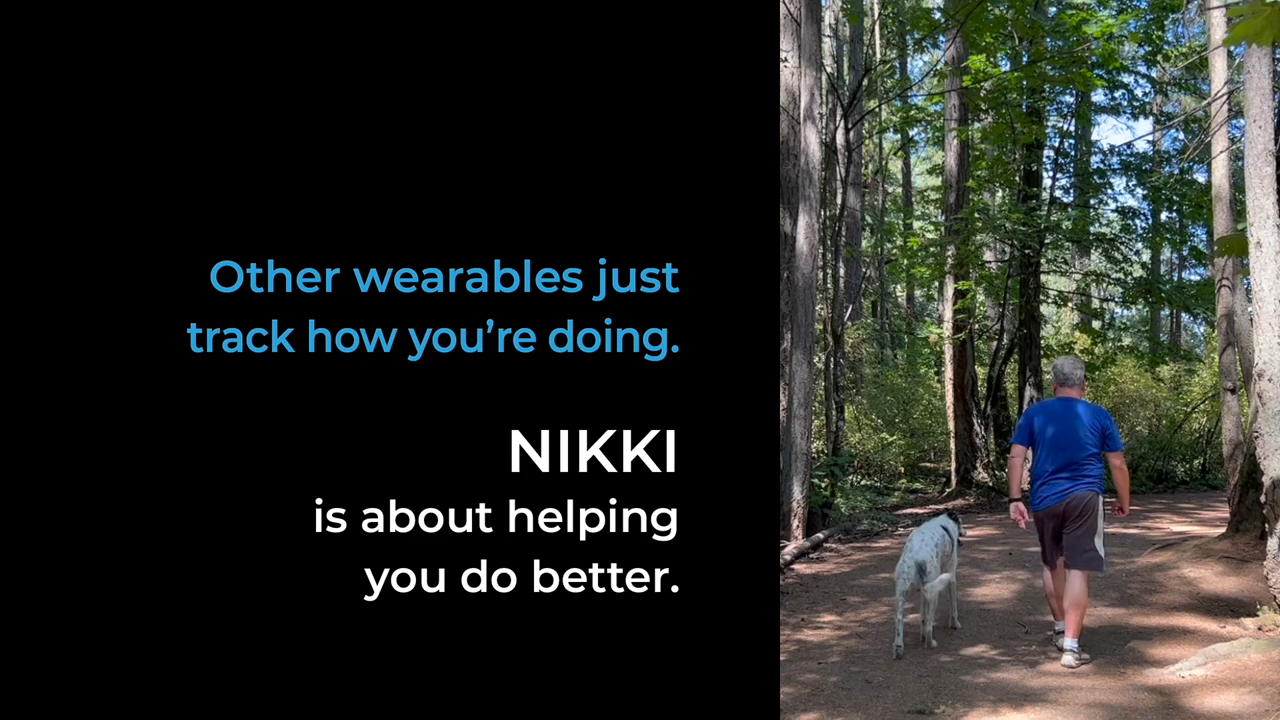 Other wearables just
track how you’re doing.
NIKKI
is about helping
you do better.